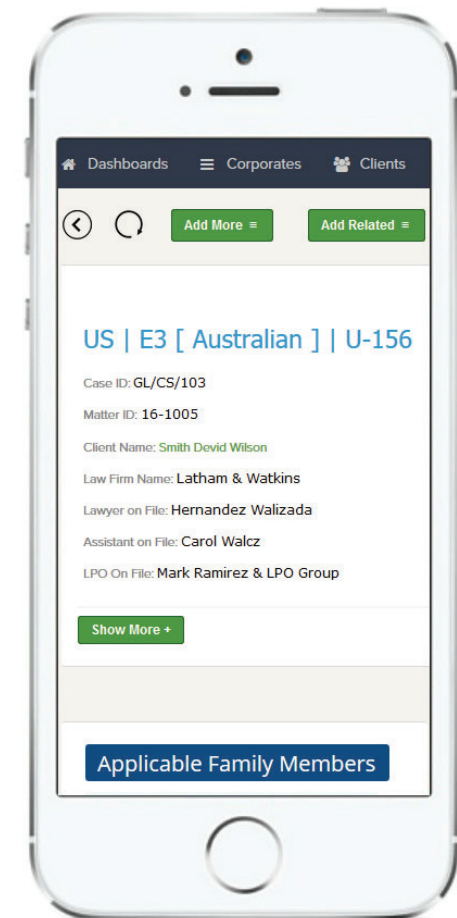 Dashboards Corporates Clients
Add More ≡ Add Related ≡
US | E3 [ Australian ] | U-156
Case ID: GL/CS/103
Matter ID: 16-1005
Client Name: Smith Devid Wilson
Law Firm Name: Latham & Watkins
Lawyer on File: Hernandez Walizada
Assistant on File: Carol Walcz
LPO On File: Mark Ramirez & LPO Group
Show More +
Applicable Family Members